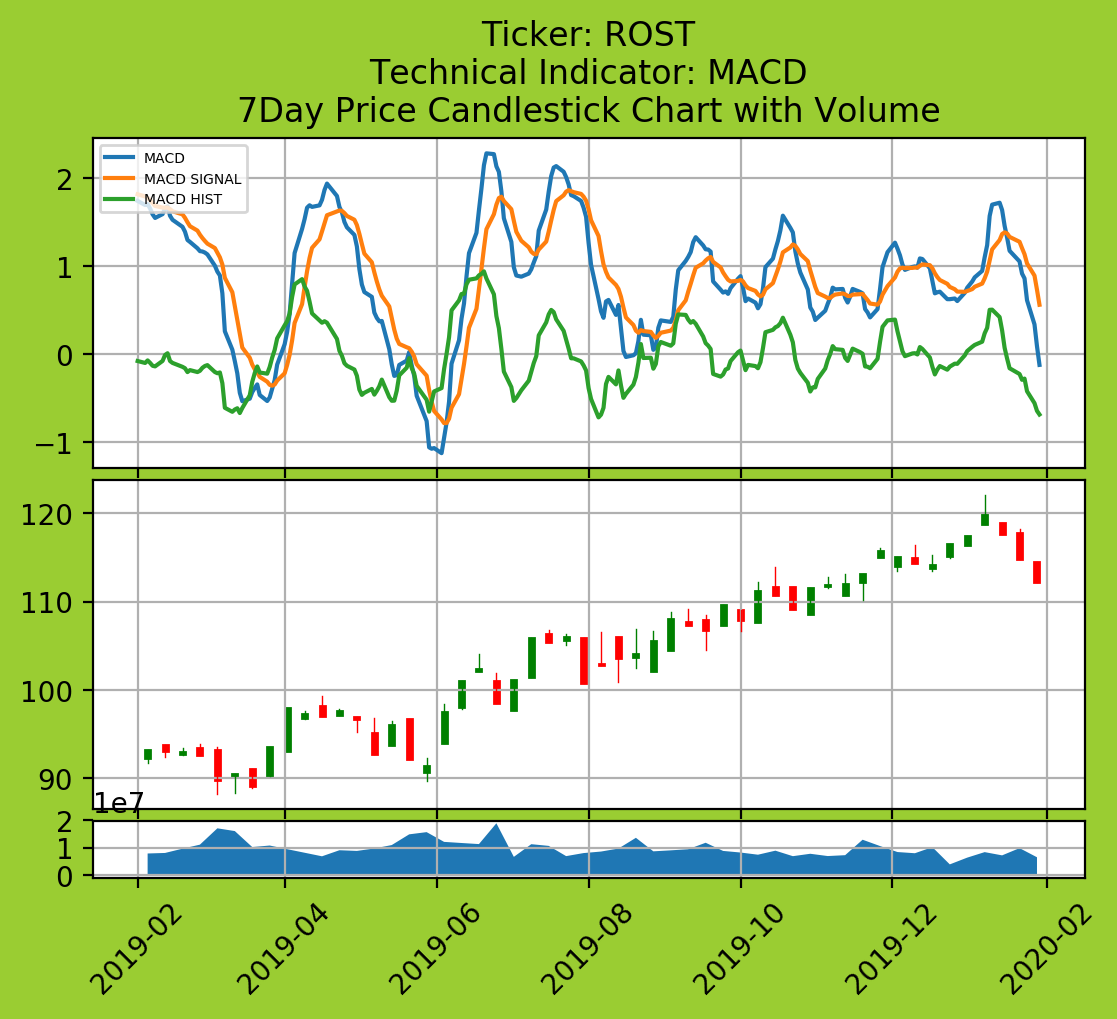 Ticker: ROST
Technical Indicator: MACD
7Day Price Candlestick Chart with Volume
MACD
MACD SIGNAL
MACD HIST
2
1
0
−1
120
110
100
90
1e7
2
1
0
2019-02
2019-04
2019-06
2019-08
2019-10
2019-12
2020-02